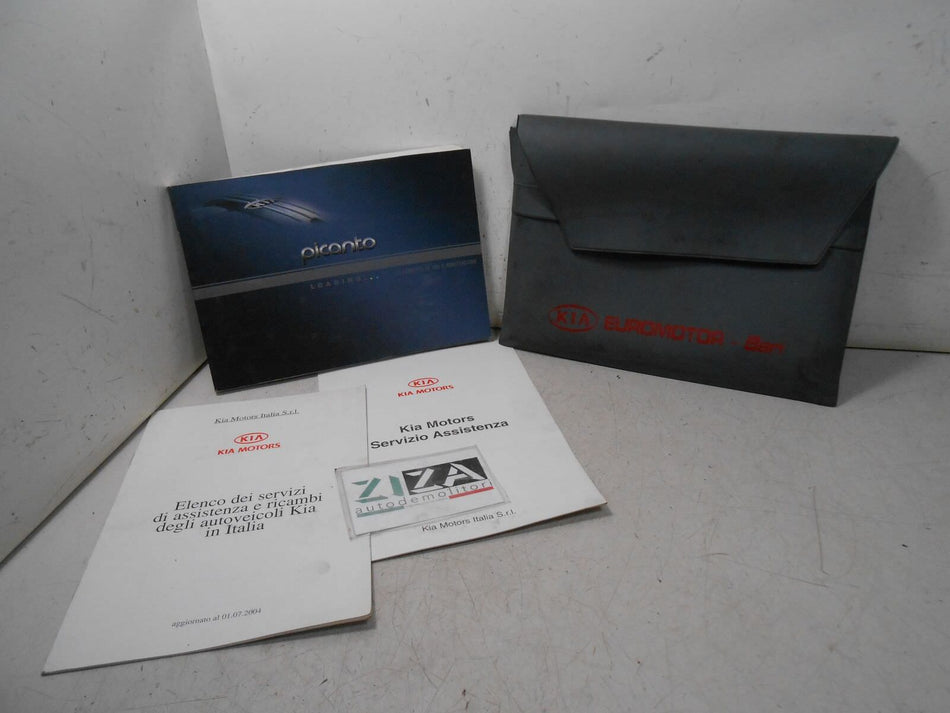 picanto
LOADING...
KIA EUROMOTOR - Bari
Kia Motors Italia S.r.l.
KIA
KIA MOTORS
Elenco dei servizi
di assistenza e ricambi
degli autoveicoli Kia
in Italia
aggiornato al 01.07.2004
KIA
KIA MOTORS
Kia Motors
Servizio Assistenza
ZIZA
autodemolitori
Kia Motors Italia S.r.l.